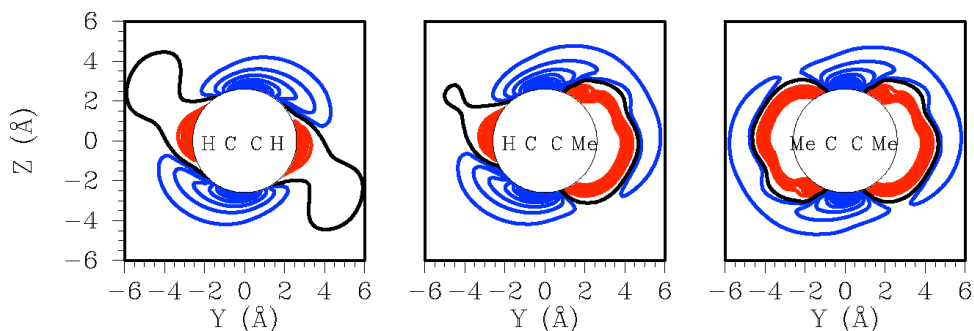 6
4
2
0
−2
−4
−6
Z (Å)
H C C H
H C C Me
Me C C Me
−6 −4 −2 0 2 4 6
−6 −4 −2 0 2 4 6
−6 −4 −2 0 2 4 6
Y (Å)
Y (Å)
Y (Å)